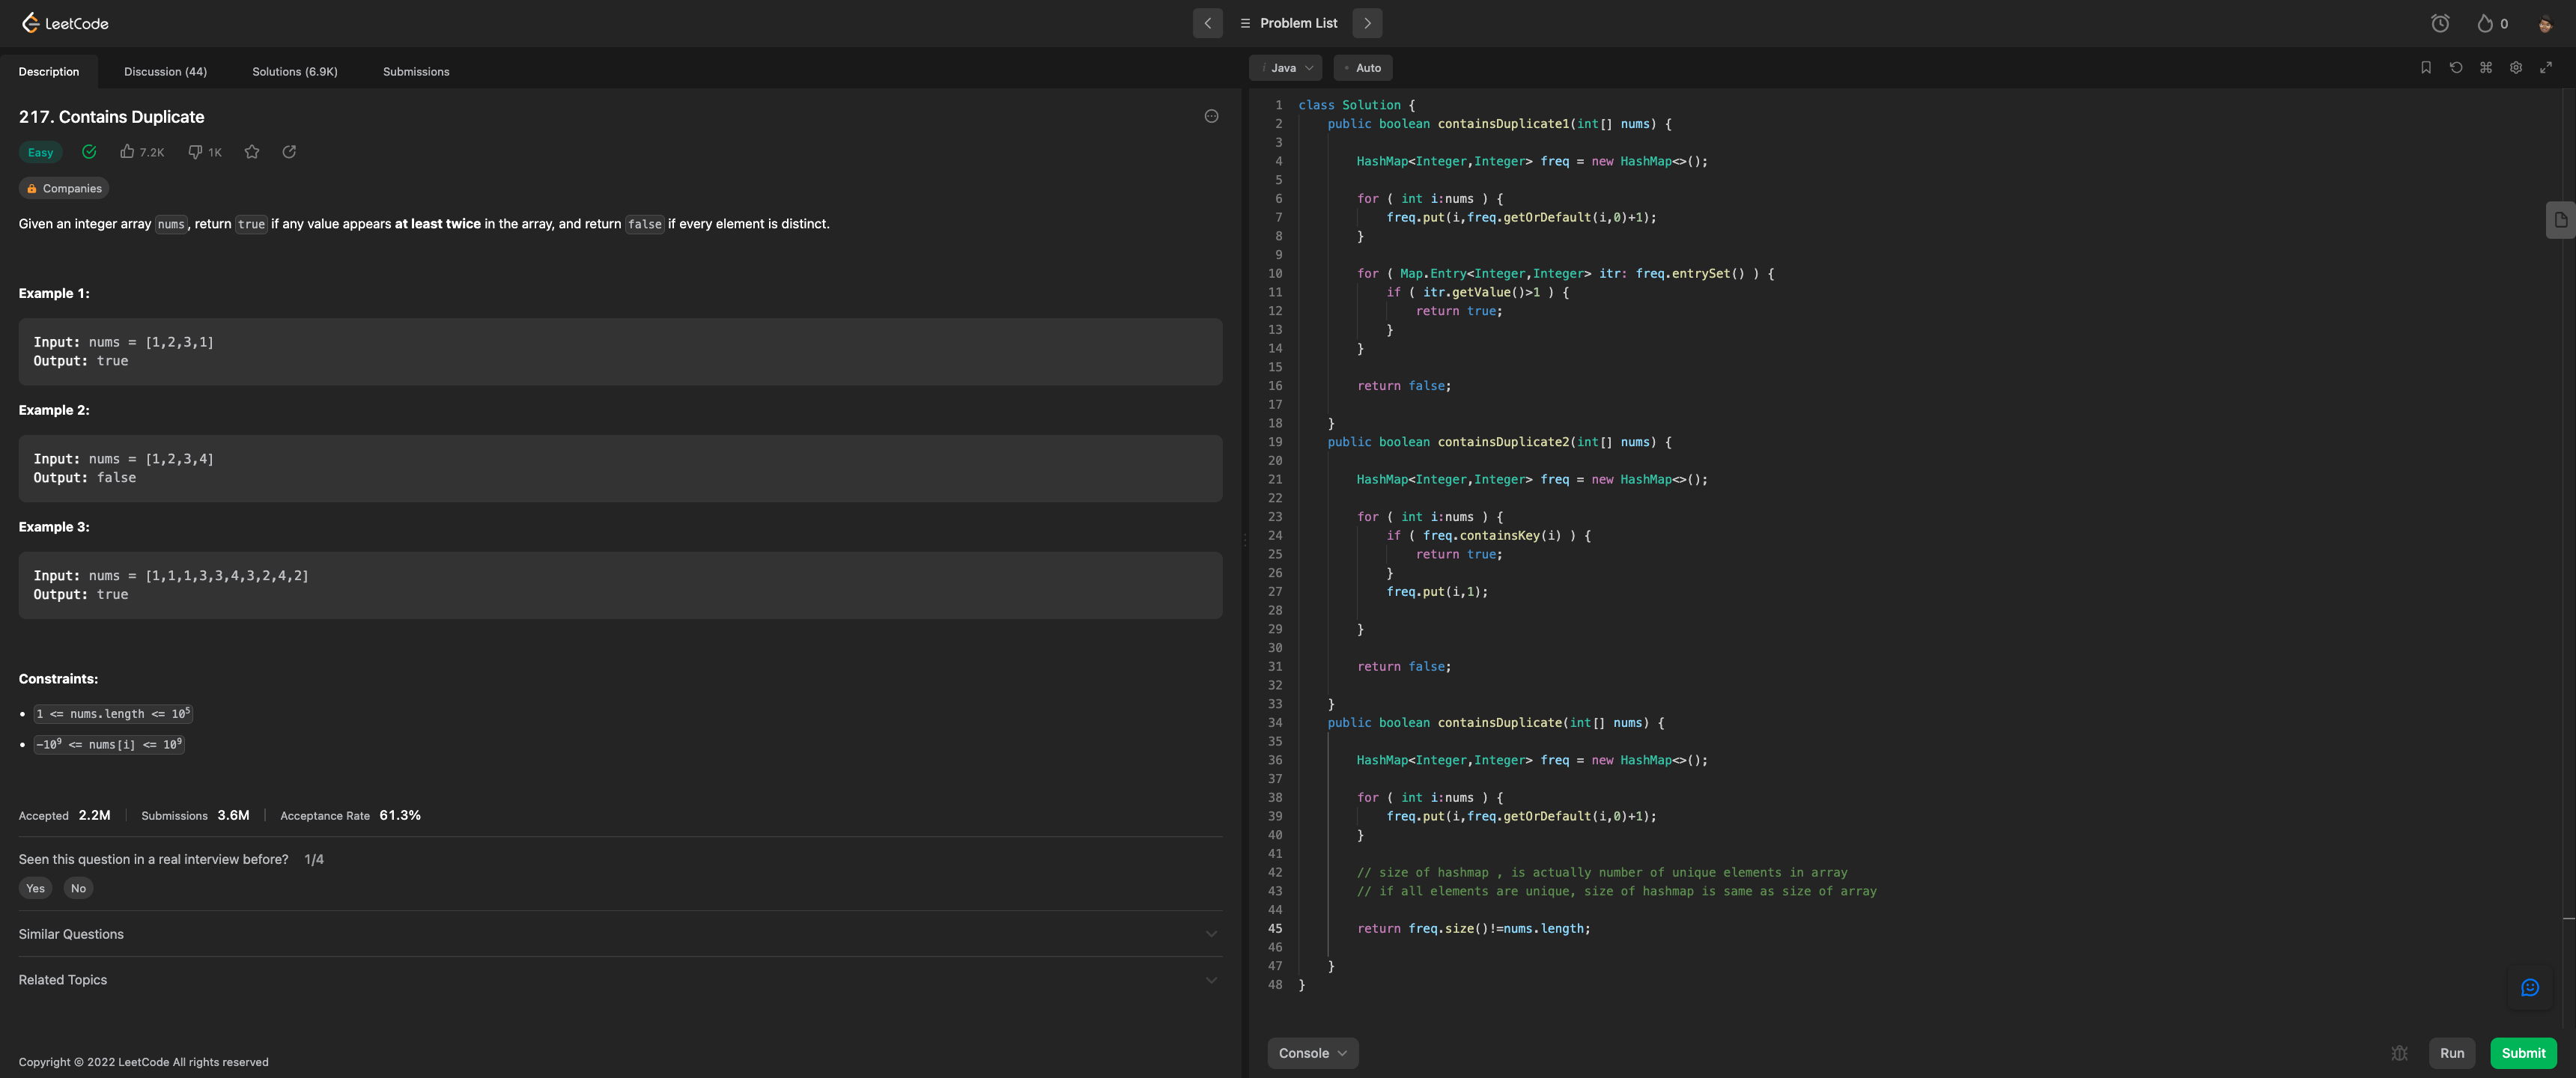 LeetCode
Problem List
0
Description
Discussion (44)
Solutions (6.9K)
Submissions
217. Contains Duplicate
Easy
7.2K
1K
Companies
Given an integer array nums, return true if any value appears at least twice in the array, and return false if every element is distinct.
Example 1:
Input: nums = [1,2,3,1]
Output: true
Example 2:
Input: nums = [1,2,3,4]
Output: false
Example 3:
Input: nums = [1,1,1,3,3,4,3,2,4,2]
Output: true
Constraints:
• 1 <= nums.length <= 10⁵
• -10⁹ <= nums[i] <= 10⁹
Accepted 2.2M
Submissions 3.6M
Acceptance Rate 61.3%
Seen this question in a real interview before? 1/4
Yes
No
Similar Questions
Related Topics
Copyright © 2022 LeetCode All rights reserved
i Java
• Auto
1 class Solution {
2     public boolean containsDuplicate1(int[] nums) {
3
4         HashMap<Integer,Integer> freq = new HashMap<>();
5
6         for ( int i:nums ) {
7             freq.put(i,freq.getOrDefault(i,0)+1);
8         }
9
10         for ( Map.Entry<Integer,Integer> itr: freq.entrySet() ) {
11             if ( itr.getValue()>1 ) {
12                 return true;
13             }
14         }
15
16         return false;
17
18     }
19     public boolean containsDuplicate2(int[] nums) {
20
21         HashMap<Integer,Integer> freq = new HashMap<>();
22
23         for ( int i:nums ) {
24             if ( freq.containsKey(i) ) {
25                 return true;
26             }
27             freq.put(i,1);
28
29         }
30
31         return false;
32
33     }
34     public boolean containsDuplicate(int[] nums) {
35
36         HashMap<Integer,Integer> freq = new HashMap<>();
37
38         for ( int i:nums ) {
39             freq.put(i,freq.getOrDefault(i,0)+1);
40         }
41
42         // size of hashmap , is actually number of unique elements in array
43         // if all elements are unique, size of hashmap is same as size of array
44
45         return freq.size()!=nums.length;
46
47     }
48 }
Console
Run
Submit